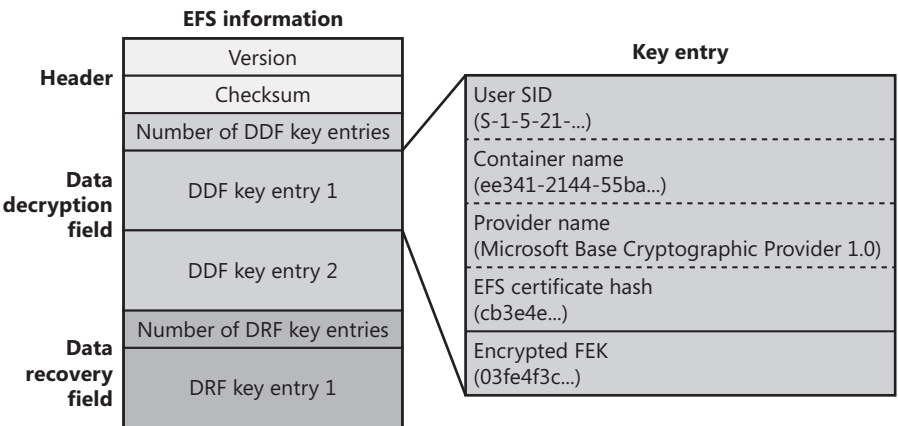 EFS information
Header
Version
Checksum
Data
decryption
field
Number of DDF key entries
DDF key entry 1
DDF key entry 2
Data
recovery
field
Number of DRF key entries
DRF key entry 1
Key entry
User SID
(S-1-5-21-...)
Container name
(ee341-2144-55ba...)
Provider name
(Microsoft Base Cryptographic Provider 1.0)
EFS certificate hash
(cb3e4e...)
Encrypted FEK
(03fe4f3c...)